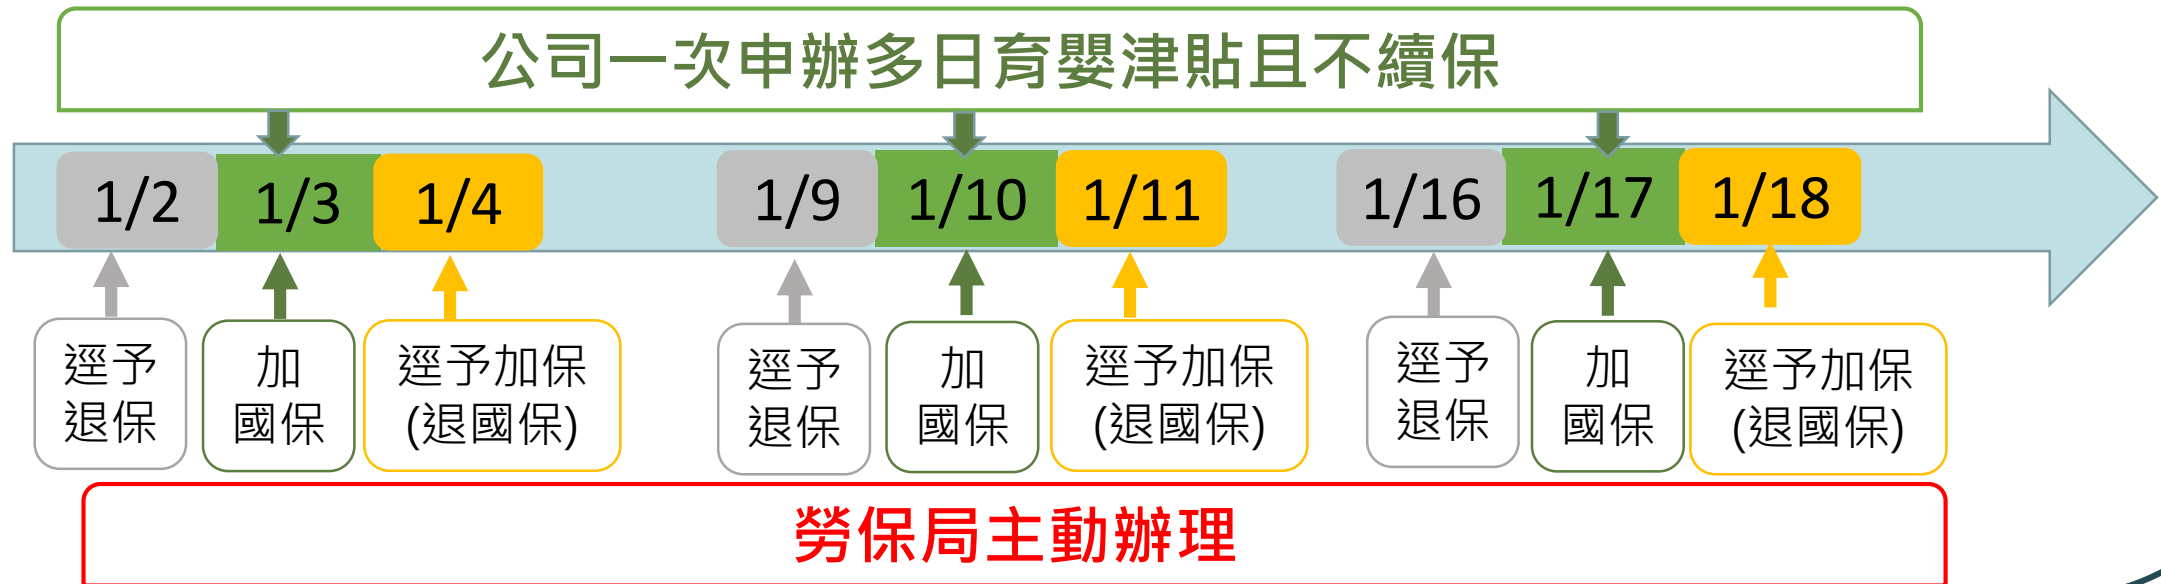 公司一次申辦多日育嬰津貼且不續保
1/2
1/3
1/4
1/9
1/10
1/11
1/16
1/17
1/18
逕予
退保
加
國保
逕予加保
(退國保)
逕予
退保
加
國保
逕予加保
(退國保)
逕予
退保
加
國保
逕予加保
(退國保)
勞保局主動辦理